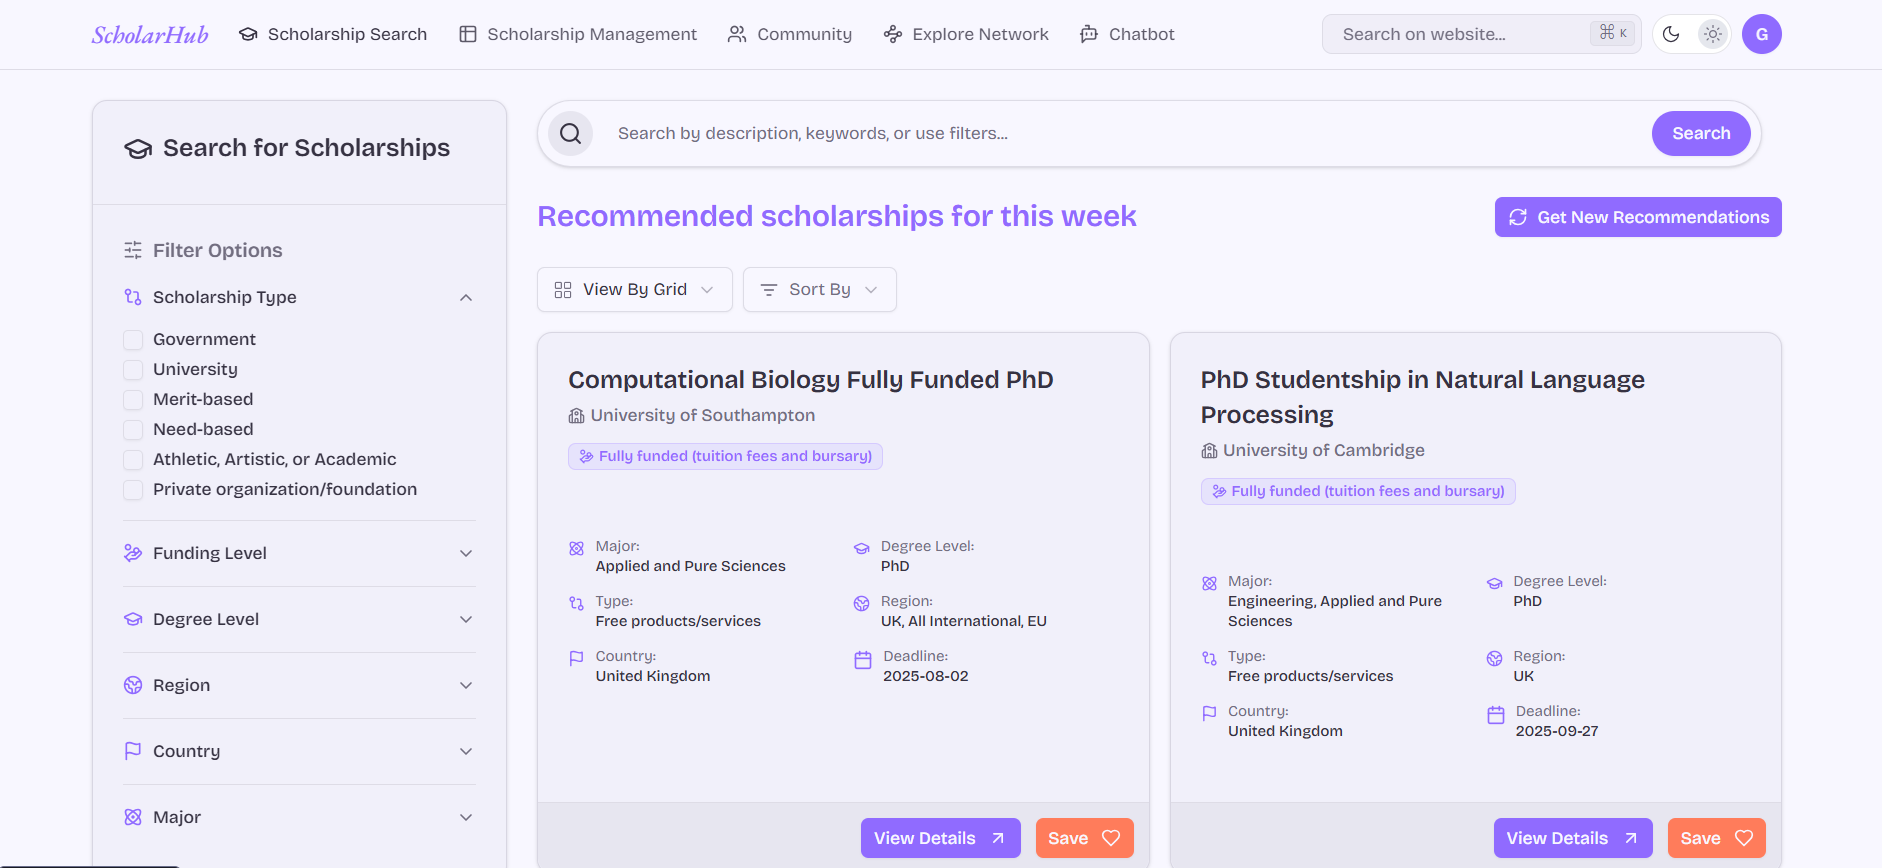 ScholarHub
Scholarship Search
Scholarship Management
Community
Explore Network
Chatbot
Search on website...
⌘ K
G
Search for Scholarships
Filter Options
Scholarship Type
Government
University
Merit-based
Need-based
Athletic, Artistic, or Academic
Private organization/foundation
Funding Level
Degree Level
Region
Country
Major
Search by description, keywords, or use filters...
Search
Recommended scholarships for this week
Get New Recommendations
View By Grid
Sort By
Computational Biology Fully Funded PhD
University of Southampton
Fully funded (tuition fees and bursary)
Major:
Applied and Pure Sciences
Degree Level:
PhD
Type:
Free products/services
Region:
UK, All International, EU
Country:
United Kingdom
Deadline:
2025-08-02
View Details
Save
PhD Studentship in Natural Language
Processing
University of Cambridge
Fully funded (tuition fees and bursary)
Major:
Engineering, Applied and Pure
Sciences
Degree Level:
PhD
Type:
Free products/services
Region:
UK
Country:
United Kingdom
Deadline:
2025-09-27
View Details
Save